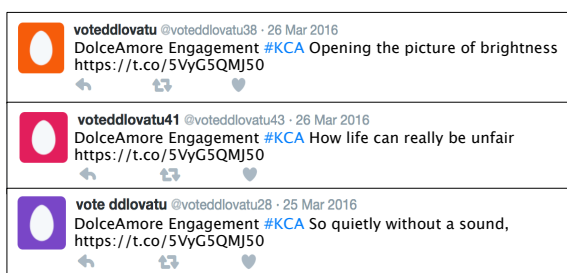 voteddlovatu @voteddlovatu38 · 26 Mar 2016
DolceAmore Engagement #KCA Opening the picture of brightness
https://t.co/5VyG5QMJ50
voteddlovatu41 @voteddlovatu43 · 26 Mar 2016
DolceAmore Engagement #KCA How life can really be unfair
https://t.co/5VyG5QMJ50
vote ddlovatu @voteddlovatu28 · 25 Mar 2016
DolceAmore Engagement #KCA So quietly without a sound,
https://t.co/5VyG5QMJ50